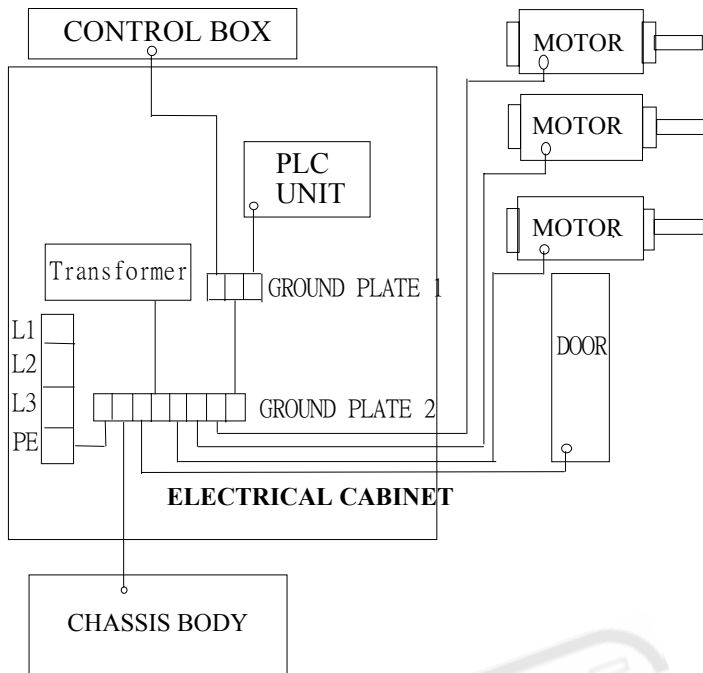 CONTROL BOX
MOTOR
MOTOR
PLC
UNIT
MOTOR
Transformer
GROUND PLATE 1
L1
L2
L3
PE
DOOR
GROUND PLATE 2
ELECTRICAL CABINET
CHASSIS BODY